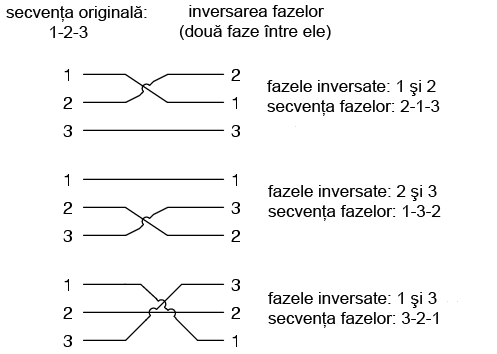 secvența originală:
1-2-3
inversarea fazelor
(două faze între ele)
1 2
2 1
3 3
fazele inversate: 1 şi 2
secvența fazelor: 2-1-3
1 1
2 3
3 2
fazele inversate: 2 şi 3
secvența fazelor: 1-3-2
1 3
2 2
3 1
fazele inversate: 1 şi 3
secvența fazelor: 3-2-1